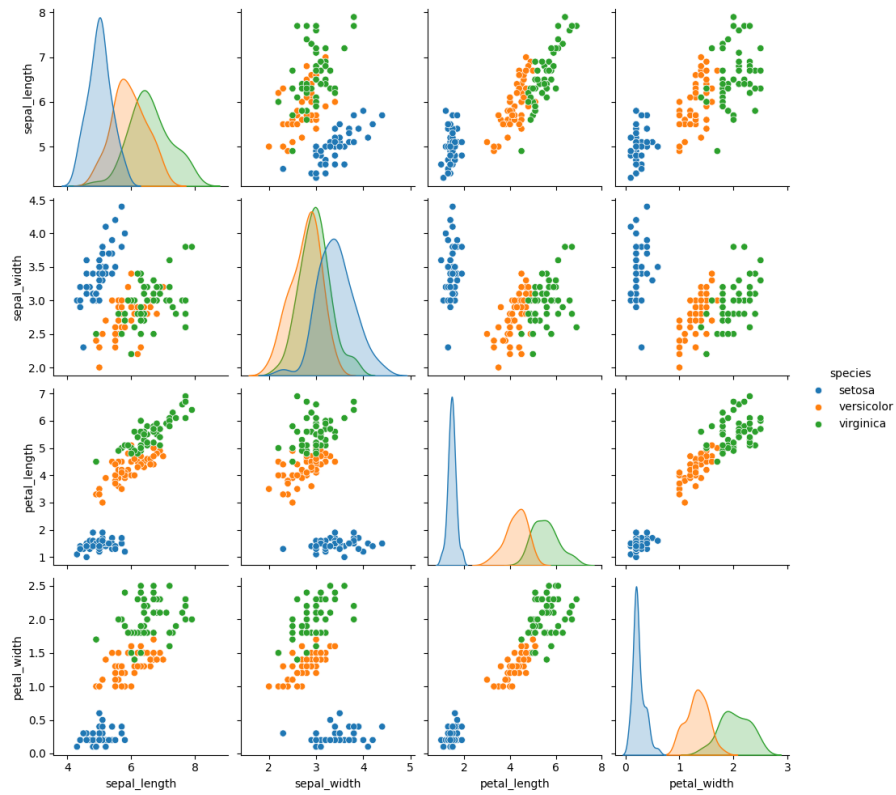 8
7
6
5
sepal_length
4.5
4.0
3.5
3.0
2.5
2.0
sepal_width
species
setosa
versicolor
virginica
7
6
5
4
3
2
1
petal_length
2.5
2.0
1.5
1.0
0.5
0.0
petal_width
4 6 8
sepal_length
2 3 4 5
sepal_width
2 4 6 8
petal_length
0 1 2 3
petal_width